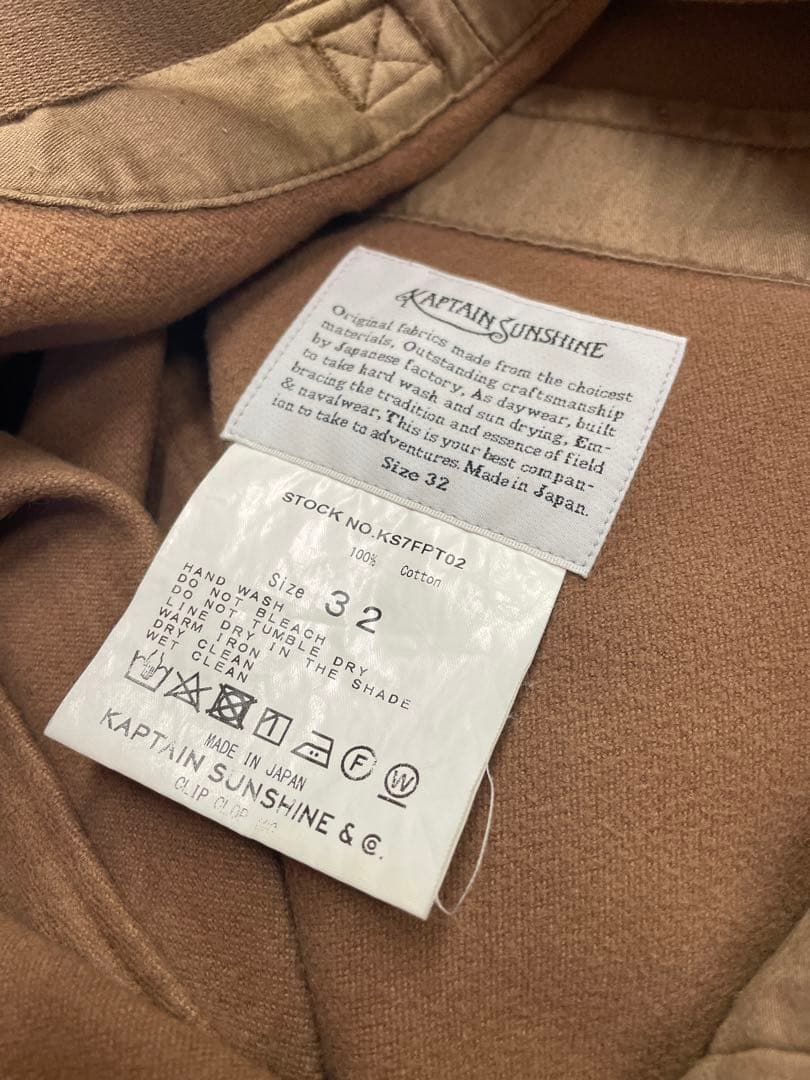 KAPTAIN SUNSHINE
Original fabrics made from the choicest
materials, Outstanding craftsmanship
by Japanese factory, As daywear, built
to take hard wash and sun drying, Em-
bracing the tradition and essence of field
& navalwear, This is your best compan-
ion to take to adventures. Made in Japan.
Size 32
STOCK NO.KS7FPT02
100% Cotton
Size 32
HAND WASH
DO NOT BLEACH
DO NOT TUMBLE DRY
LINE DRY IN THE SHADE
WARM IRON
DRY CLEAN
WET CLEAN
F
W
MADE IN JAPAN
KAPTAIN SUNSHINE & Co.
CLIP CLOP